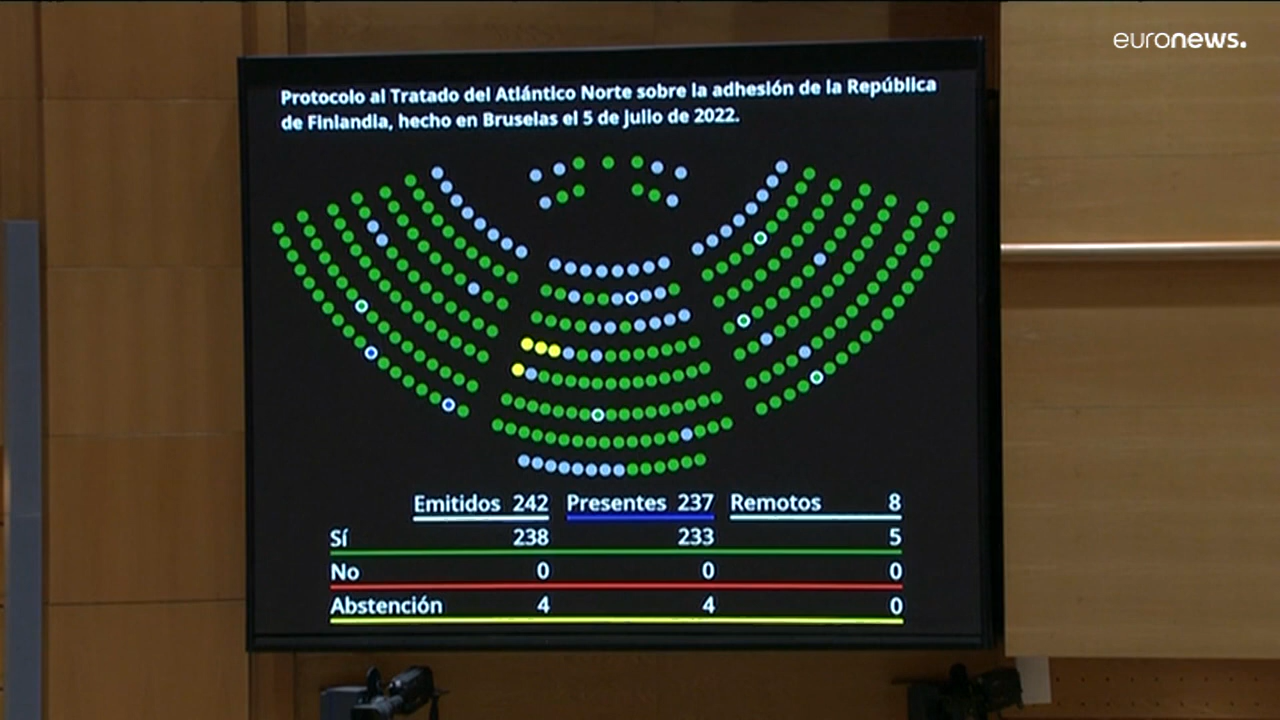 euronews.
Protocolo al Tratado del Atlántico Norte sobre la adhesión de la República
de Finlandia, hecho en Bruselas el 5 de julio de 2022.
Emitidos 242 Presentes 237 Remotos 8
Sí 238 233 5
No 0 0 0
Abstención 4 4 0